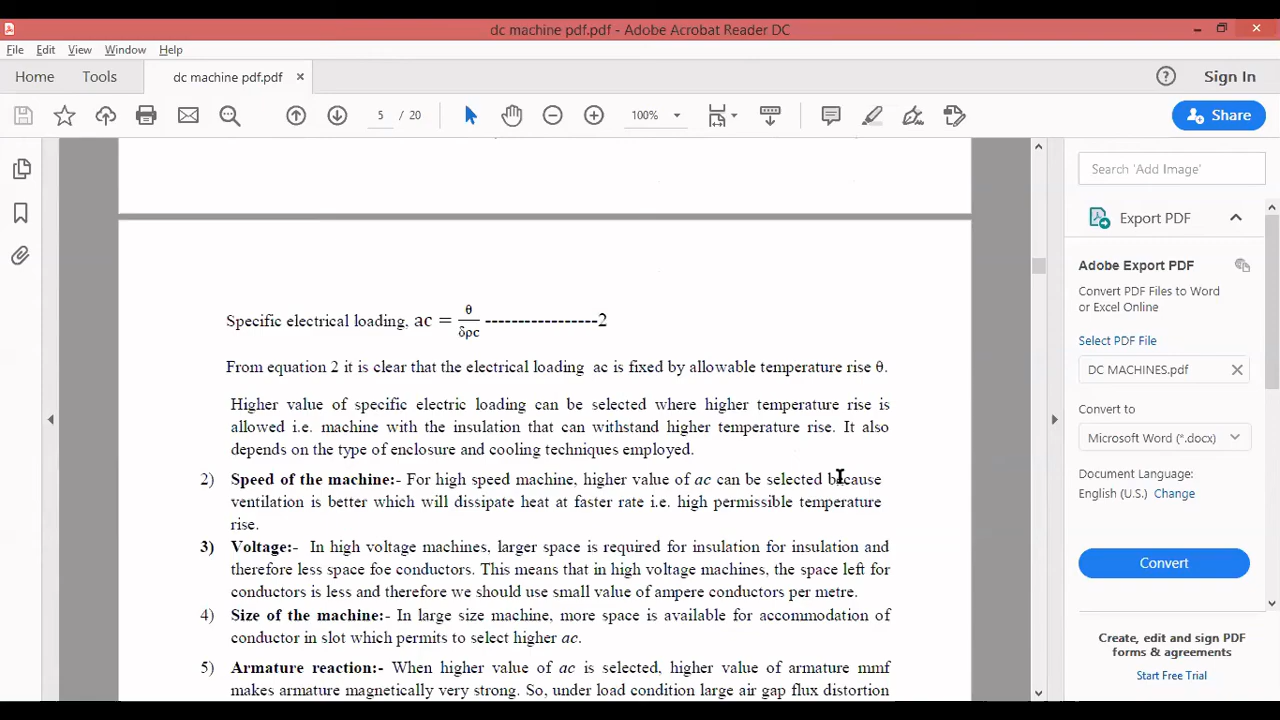 dc machine pdf.pdf - Adobe Acrobat Reader DC
File Edit View Window Help
Home Tools dc machine pdf.pdf × Sign In
5 / 20 100% Share
Search 'Add Image'
Export PDF
Adobe Export PDF
Convert PDF Files to Word
or Excel Online
Select PDF File
DC MACHINES.pdf
Convert to
Microsoft Word (*.docx)
Document Language:
English (U.S.) Change
Convert
Create, edit and sign PDF
forms & agreements
Start Free Trial
Specific electrical loading, ac = θ/δρc -----------------2
From equation 2 it is clear that the electrical loading ac is fixed by allowable temperature rise θ.
Higher value of specific electric loading can be selected where higher temperature rise is
allowed i.e. machine with the insulation that can withstand higher temperature rise. It also
depends on the type of enclosure and cooling techniques employed.
2) Speed of the machine:- For high speed machine, higher value of ac can be selected because
ventilation is better which will dissipate heat at faster rate i.e. high permissible temperature
rise.
3) Voltage:- In high voltage machines, larger space is required for insulation for insulation and
therefore less space foe conductors. This means that in high voltage machines, the space left for
conductors is less and therefore we should use small value of ampere conductors per metre.
4) Size of the machine:- In large size machine, more space is available for accommodation of
conductor in slot which permits to select higher ac.
5) Armature reaction:- When higher value of ac is selected, higher value of armature mmf
makes armature magnetically very strong. So, under load condition large air gap flux distortion